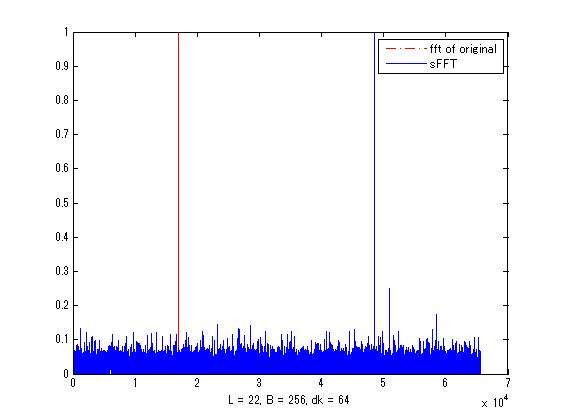 1
0.9
0.8
0.7
0.6
0.5
0.4
0.3
0.2
0.1
0
fft of original
sFFT
0 1 2 3 4 5 6 7
x 10^4
L = 22, B = 256, dk = 64